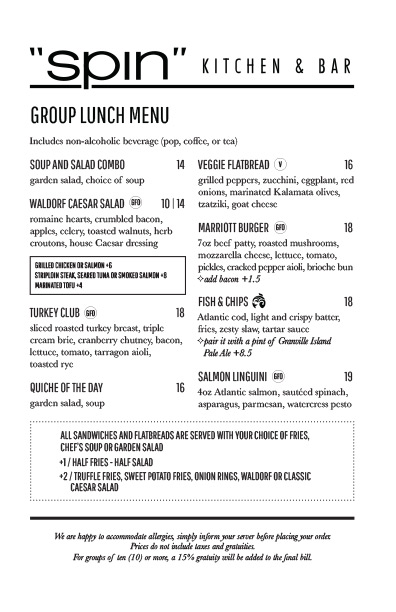 "spin" KITCHEN & BAR
GROUP LUNCH MENU
Includes non-alcoholic beverage (pop, coffee, or tea)
SOUP AND SALAD COMBO 14
garden salad, choice of soup
WALDORF CAESAR SALAD GFO 10 | 14
romaine hearts, crumbled bacon,
apples, celery, toasted walnuts, herb
croutons, house Caesar dressing
GRILLED CHICKEN OR SALMON +6
STRIPLOIN STEAK, SEARED TUNA OR SMOKED SALMON +8
MARINATED TOFU +4
TURKEY CLUB GFO 18
sliced roasted turkey breast, triple
cream brie, cranberry chutney, bacon,
lettuce, tomato, tarragon aioli,
toasted rye
QUICHE OF THE DAY 16
garden salad, soup
VEGGIE FLATBREAD V 16
grilled peppers, zucchini, eggplant, red
onions, marinated Kalamata olives,
tzatziki, goat cheese
MARRIOTT BURGER GFO 18
7oz beef patty, roasted mushrooms,
mozzarella cheese, lettuce, tomato,
pickles, cracked pepper aioli, brioche bun
✧add bacon +1.5
FISH & CHIPS 18
Atlantic cod, light and crispy batter,
fries, zesty slaw, tartar sauce
✧pair it with a pint of Granville Island
Pale Ale +8.5
SALMON LINGUINI GFO 19
4oz Atlantic salmon, sautéed spinach,
asparagus, parmesan, watercress pesto
ALL SANDWICHES AND FLATBREADS ARE SERVED WITH YOUR CHOICE OF FRIES,
CHEF'S SOUP OR GARDEN SALAD
+1 / HALF FRIES - HALF SALAD
+2 / TRUFFLE FRIES, SWEET POTATO FRIES, ONION RINGS, WALDORF OR CLASSIC
CAESAR SALAD
We are happy to accommodate allergies, simply inform your server before placing your order.
Prices do not include taxes and gratuities.
For groups of ten (10) or more, a 15% gratuity will be added to the final bill.